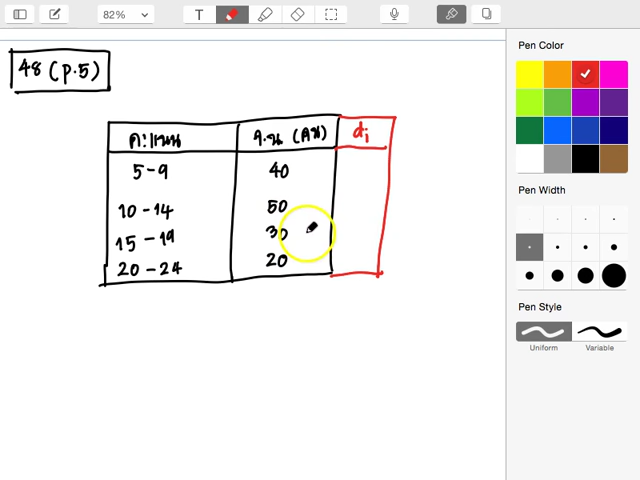 82%
T
48 (P.5)
คะแนน จ.น (คน) di
5-9 40
10-14 50
15-19 30
20-24 20
Pen Color
Pen Width
Pen Style
Uniform Variable